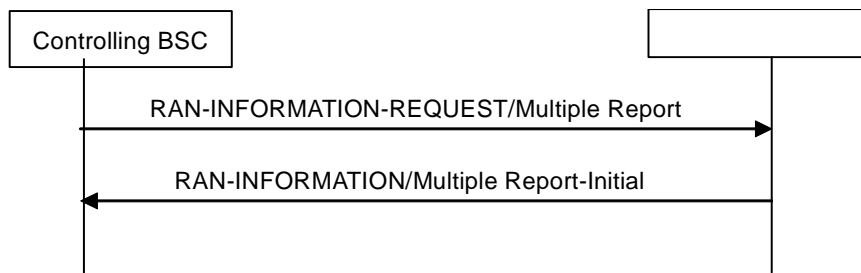 Controlling BSC
RAN-INFORMATION-REQUEST/Multiple Report
RAN-INFORMATION/Multiple Report-Initial